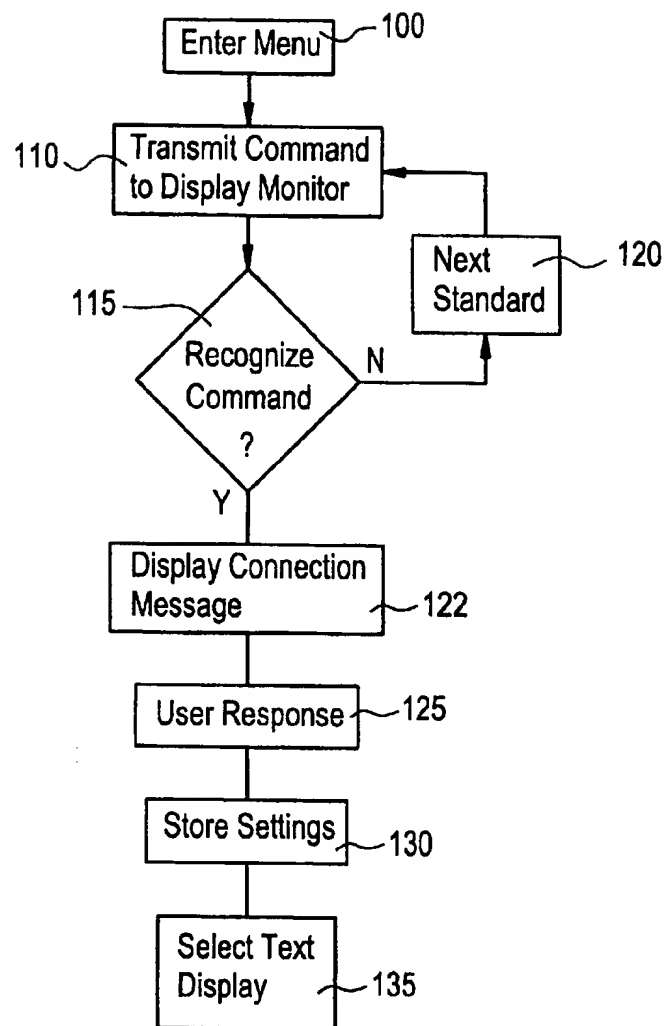 Enter Menu
100
110
Transmit Command
to Display Monitor
Next
Standard
120
115
Recognize
Command
?
N
Y
Display Connection
Message
122
User Response
125
Store Settings
130
Select Text
Display
135